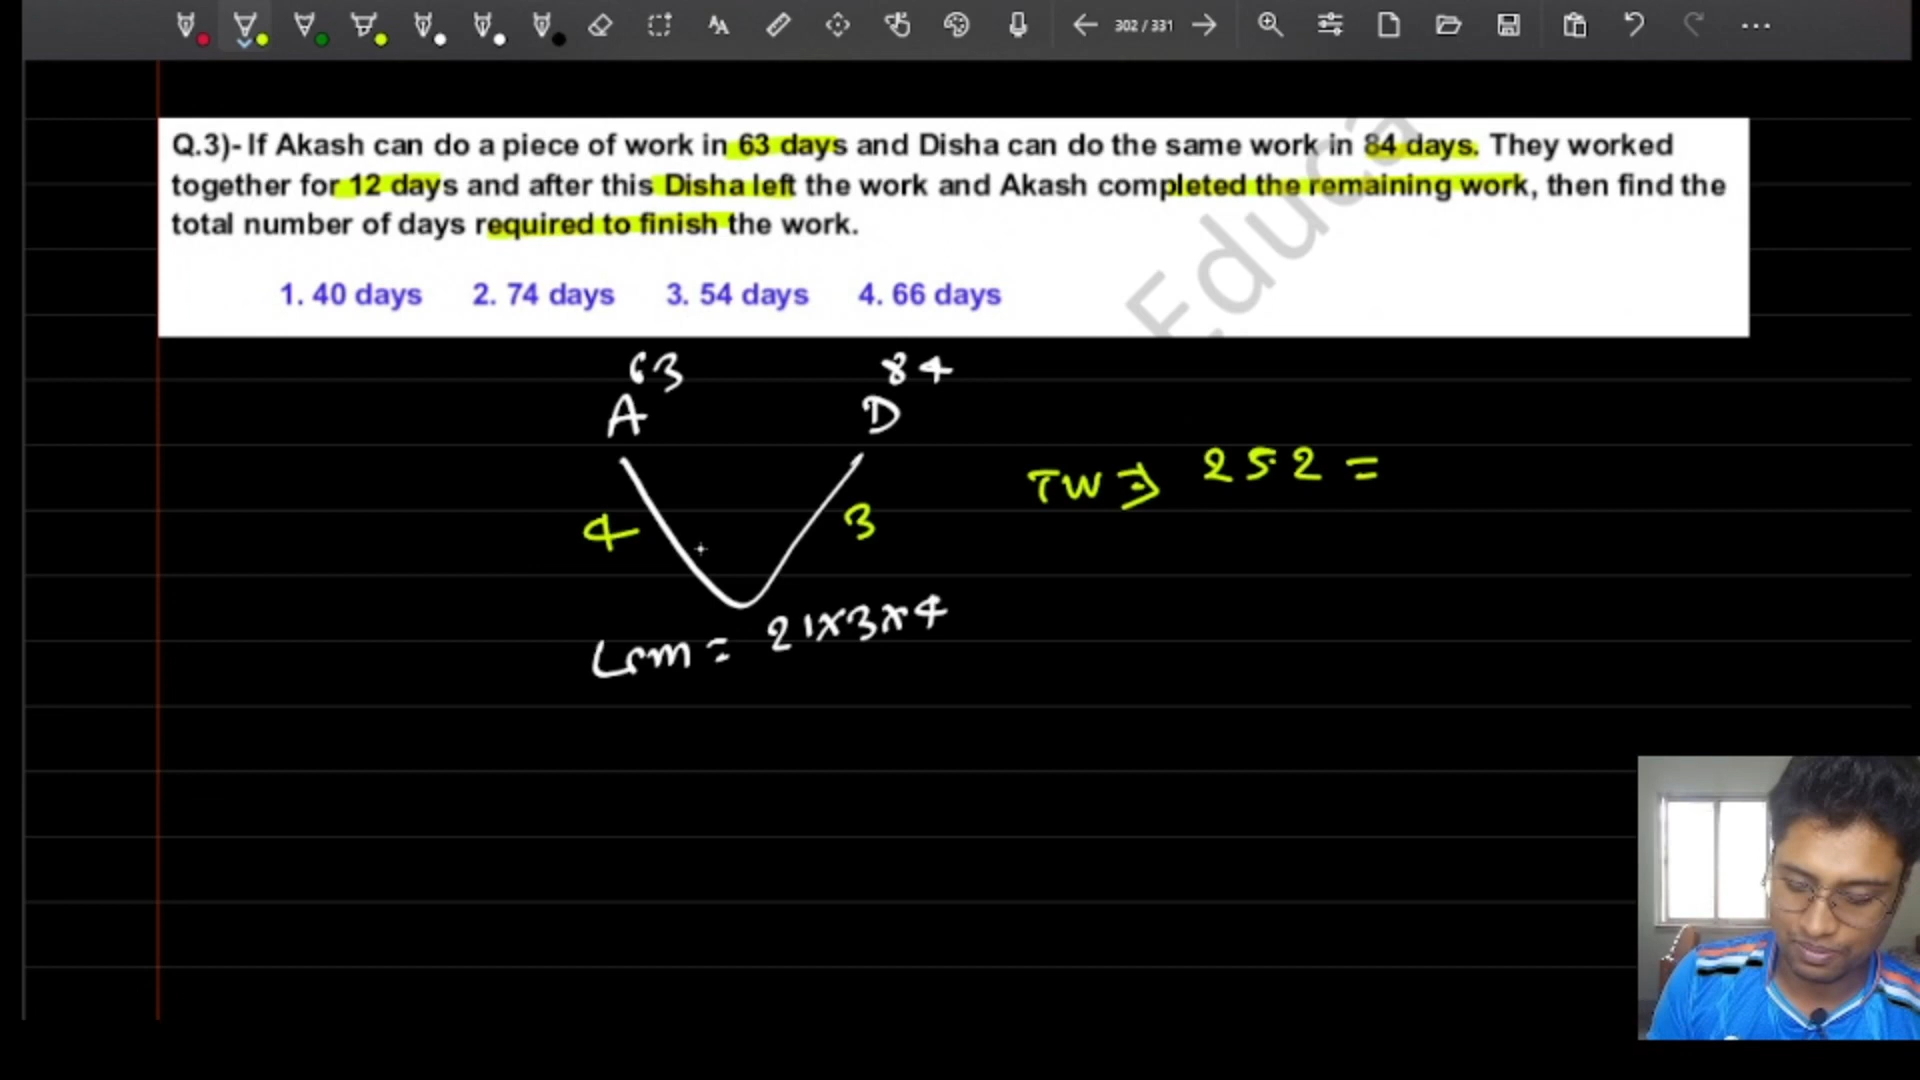 302 / 331
Q.3)- If Akash can do a piece of work in 63 days and Disha can do the same work in 84 days. They worked
together for 12 days and after this Disha left the work and Akash completed the remaining work, then find the
total number of days required to finish the work.
1. 40 days 2. 74 days 3. 54 days 4. 66 days
Educa
63 84
A D
TW ⇒ 252 =
4 3
Lcm = 21x3x4